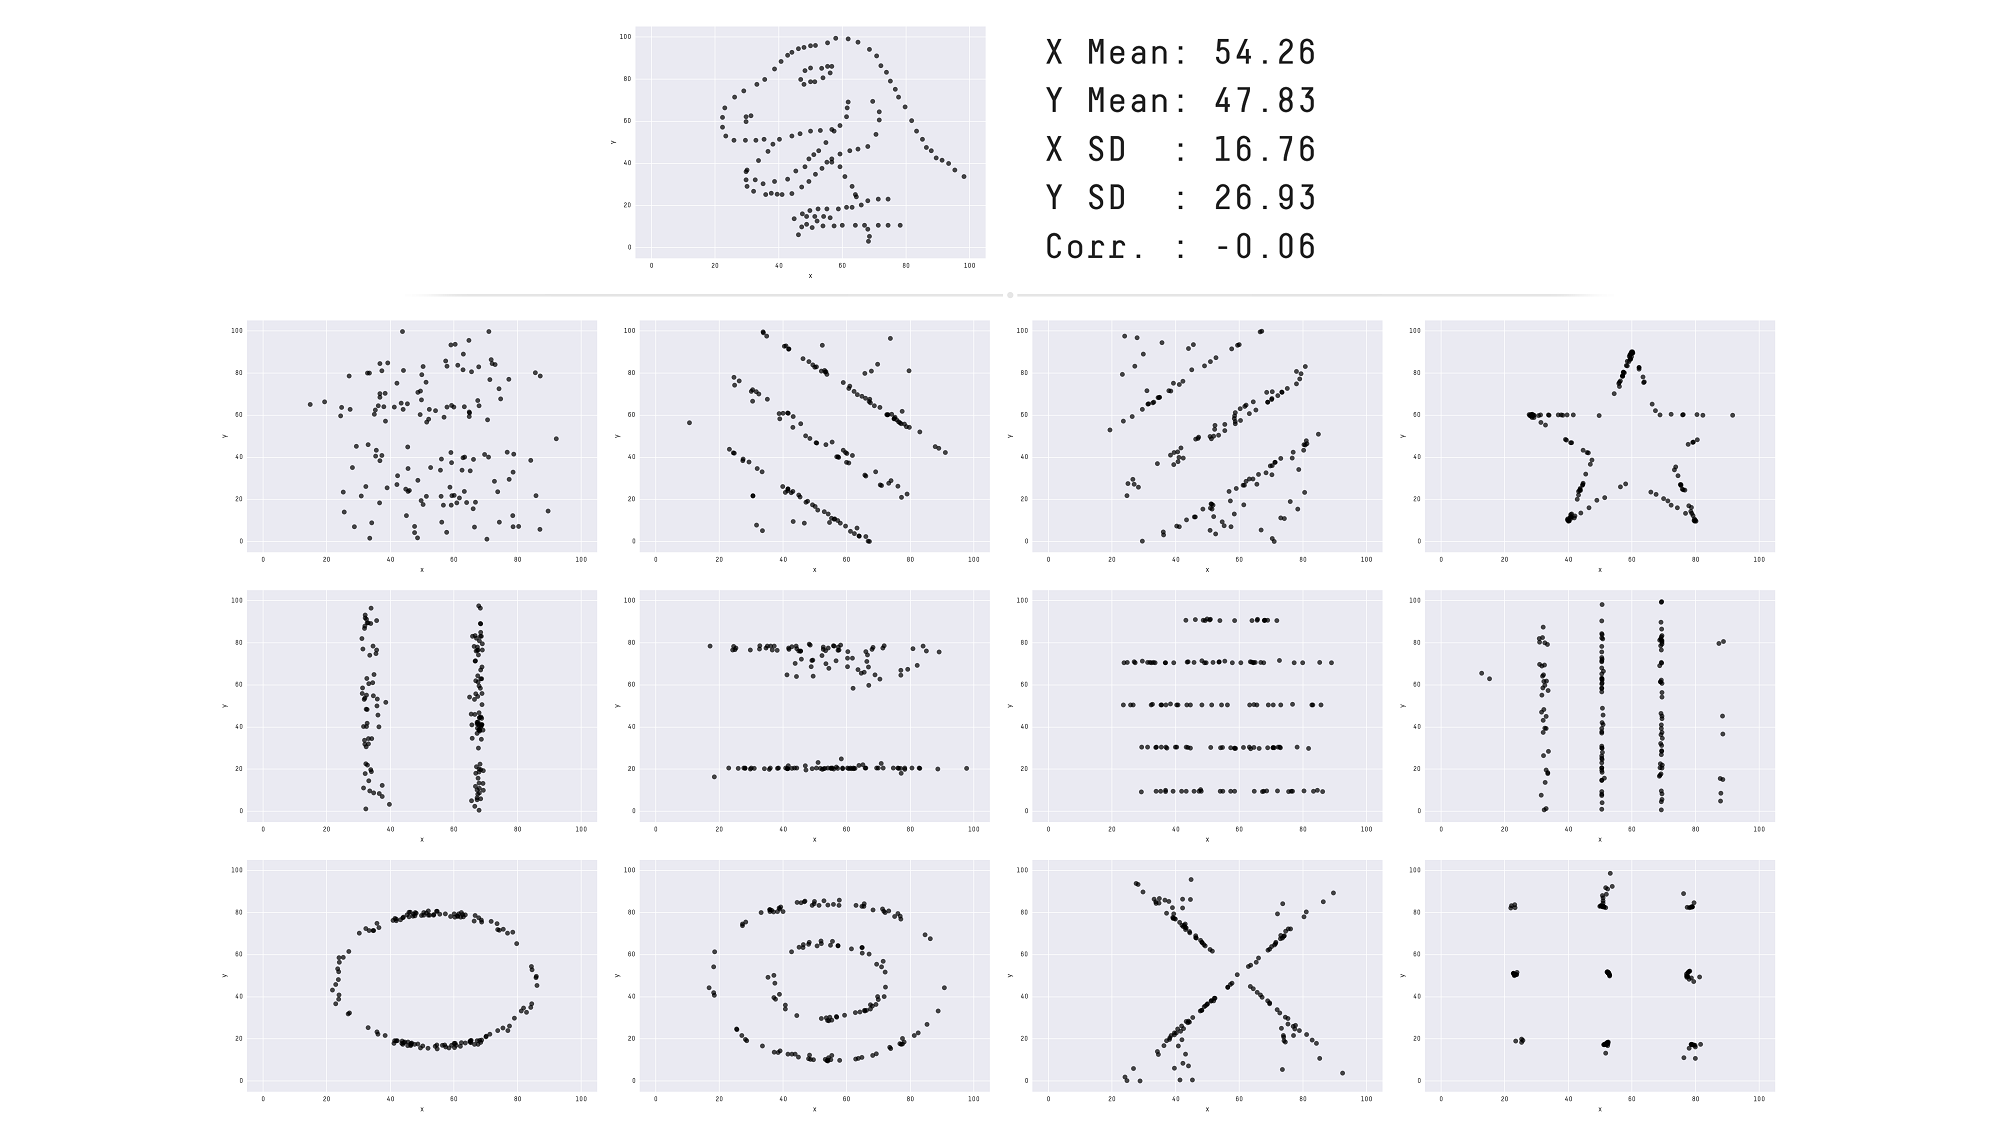 X Mean: 54.26
Y Mean: 47.83
X SD : 16.76
Y SD : 26.93
Corr. : -0.06
100
80
60
40
20
0
y
0 20 40 60 80 100
x
100 100 100 100
80 80 80 80
60 60 60 60
40 40 40 40
20 20 20 20
0 0 0 0
y y y y
0 20 40 60 80 100 0 20 40 60 80 100 0 20 40 60 80 100 0 20 40 60 80 100
x x x x
100 100 100 100
80 80 80 80
60 60 60 60
40 40 40 40
20 20 20 20
0 0 0 0
y y y y
0 20 40 60 80 100 0 20 40 60 80 100 0 20 40 60 80 100 0 20 40 60 80 100
x x x x
100 100 100 100
80 80 80 80
60 60 60 60
40 40 40 40
20 20 20 20
0 0 0 0
y y y y
0 20 40 60 80 100 0 20 40 60 80 100 0 20 40 60 80 100 0 20 40 60 80 100
x x x x